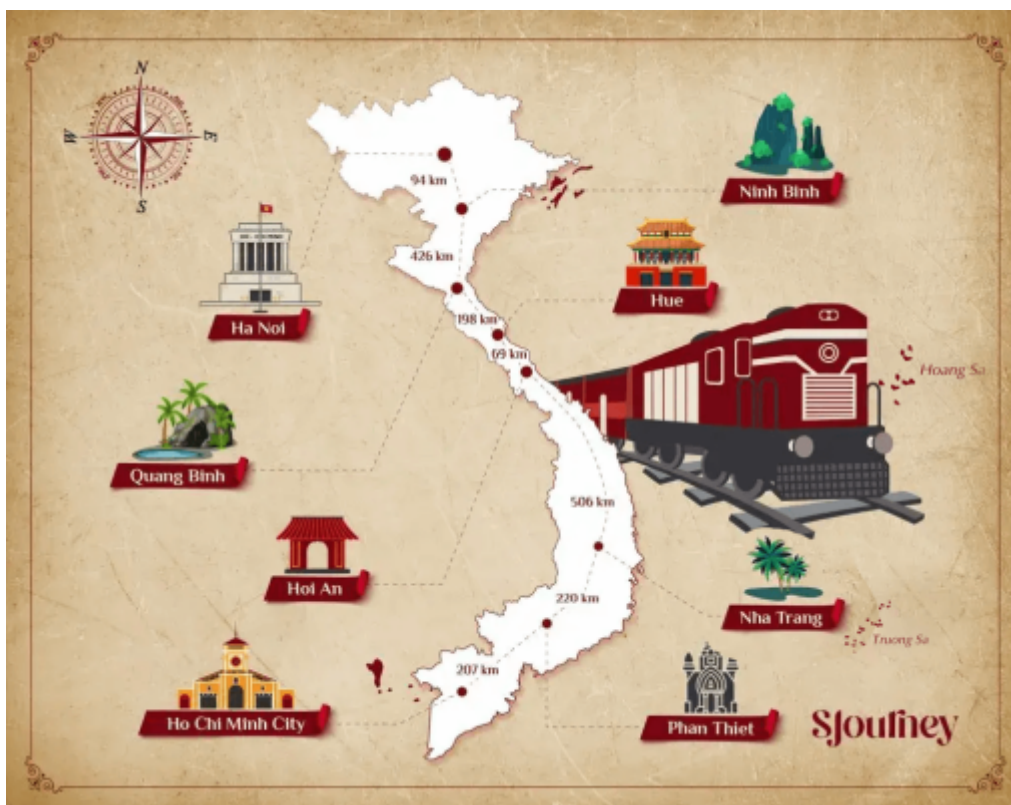 N
W
E
S
94 km
Ninh Binh
426 km
Hue
Ha Noi
198 km
69 km
Hoang Sa
Quang Binh
506 km
Hoi An
220 km
Nha Trang
Truong Sa
207 km
Ho Chi Minh City
Phan Thiet
SJourney